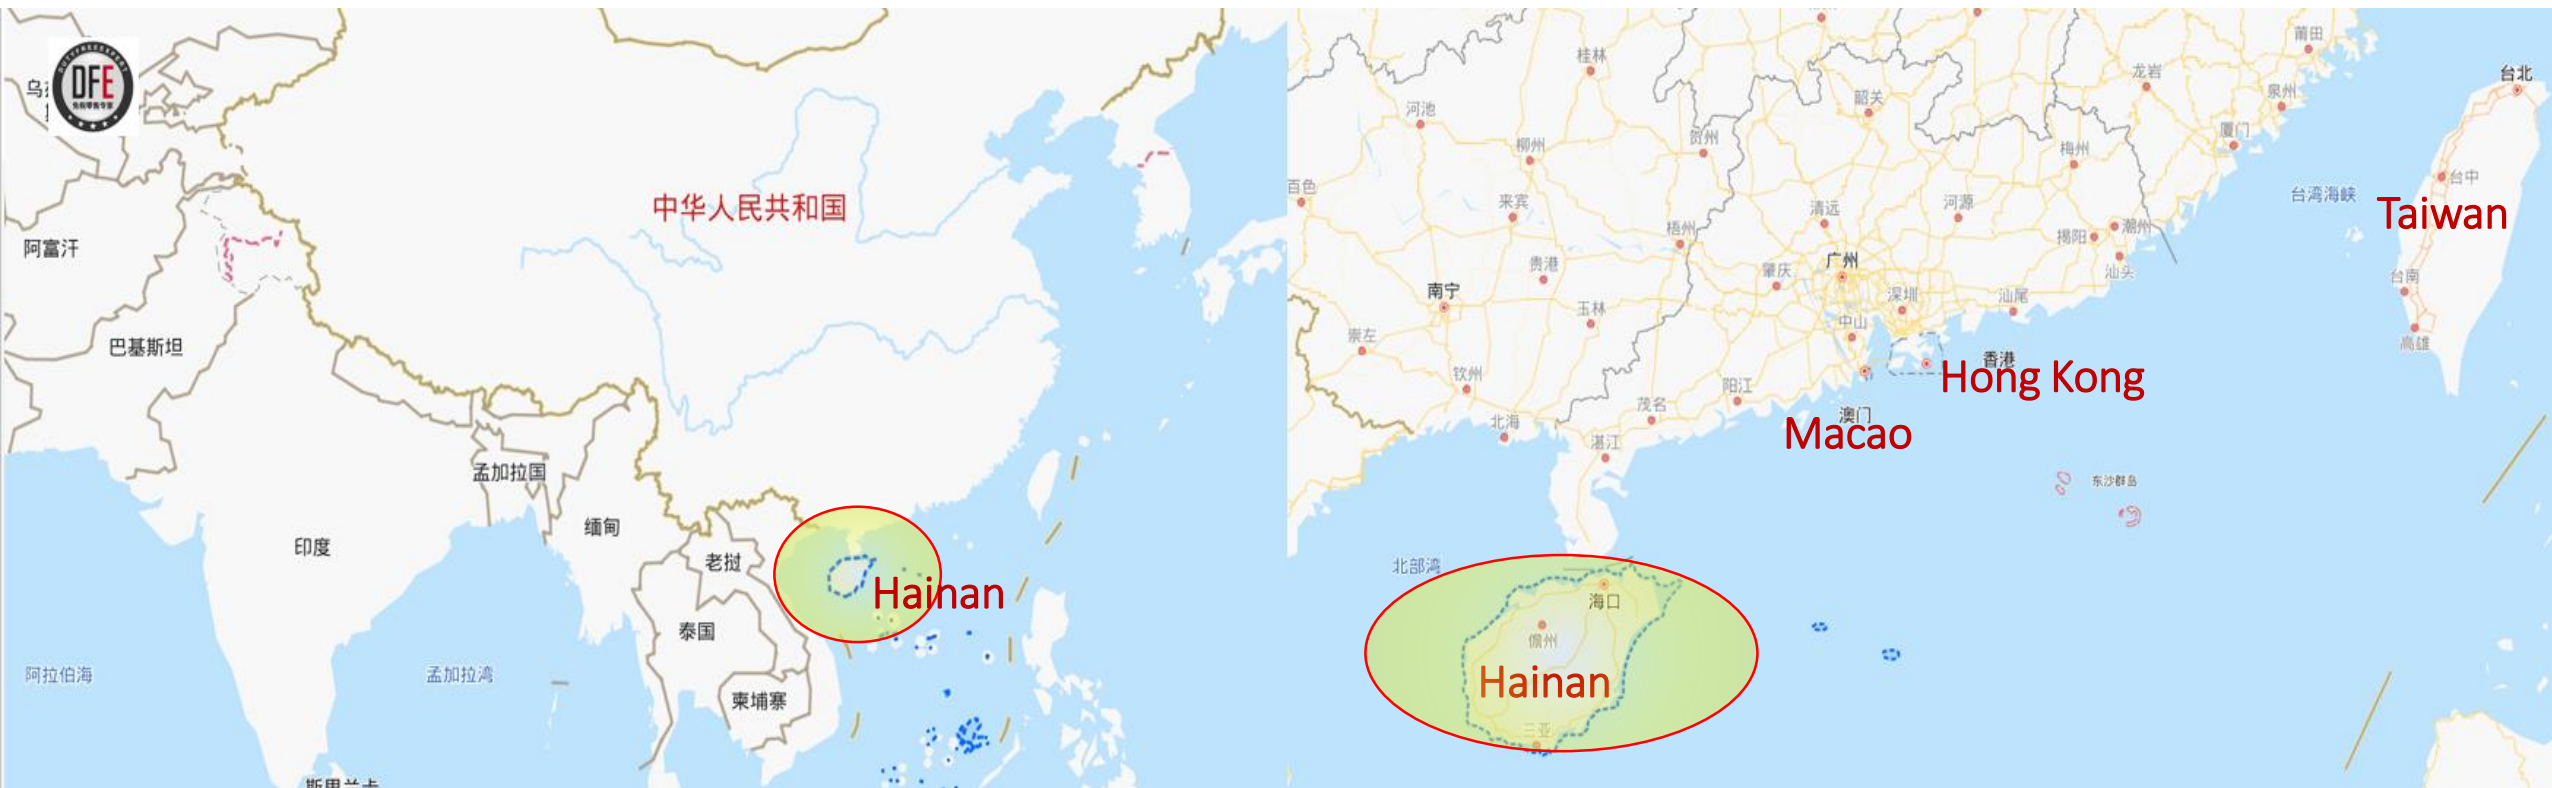 DUTYFREEEXPERT
DFE
免税零售专家
中华人民共和国
阿富汗
巴基斯坦
孟加拉国
印度
缅甸
老挝
泰国
柬埔寨
阿拉伯海
孟加拉湾
Hainan
莆田
桂林
龙岩
台北
泉州
韶关
河池
厦门
贺州
柳州
梅州
台中
百色
台湾海峡
来宾
河源
清远
Taiwan
梧州
潮州
揭阳
广州
贵港
肇庆
汕头
台南
南宁
深圳
汕尾
玉林
中山
崇左
高雄
香港
Hong Kong
钦州
阳江
茂名
澳门
Macao
北海
湛江
东沙群岛
北部湾
海口
儋州
Hainan
三亚